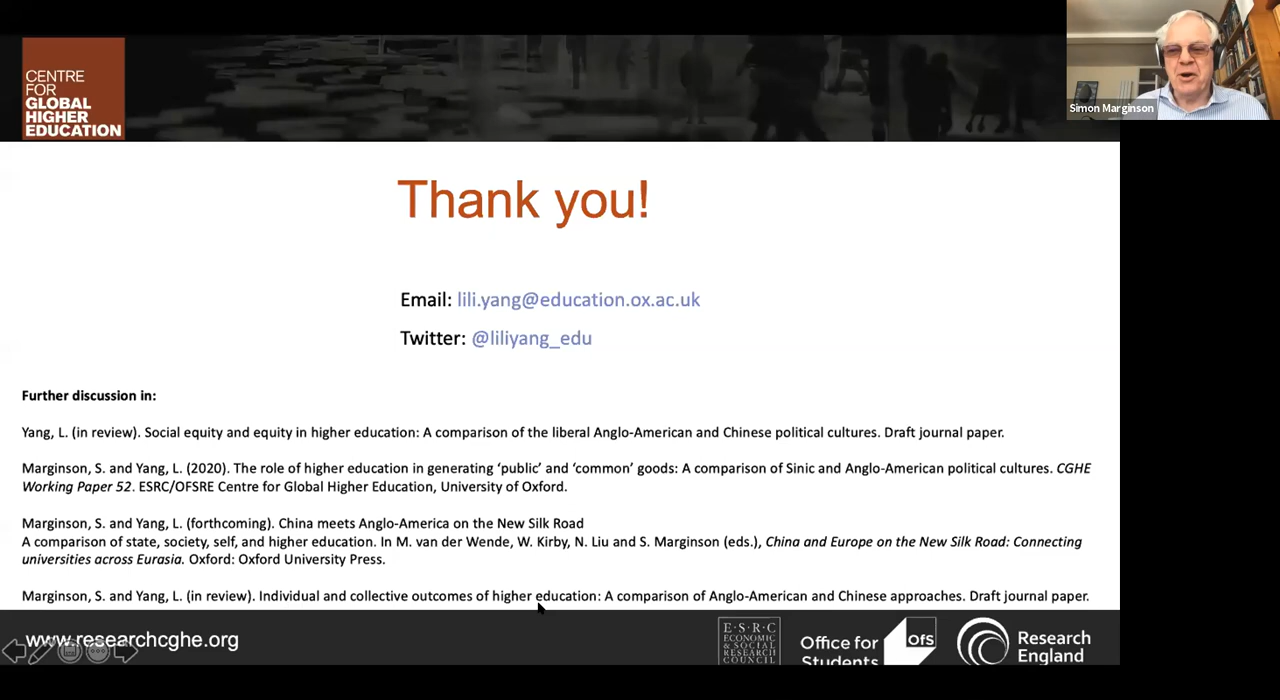 CENTRE
FOR
GLOBAL
HIGHER
EDUCATION
Simon Marginson
Thank you!
Email: lili.yang@education.ox.ac.uk
Twitter: @liliyang_edu
Further discussion in:
Yang, L. (in review). Social equity and equity in higher education: A comparison of the liberal Anglo-American and Chinese political cultures. Draft journal paper.
Marginson, S. and Yang, L. (2020). The role of higher education in generating ‘public’ and ‘common’ goods: A comparison of Sinic and Anglo-American political cultures. CGHE
Working Paper 52. ESRC/OFSRE Centre for Global Higher Education, University of Oxford.
Marginson, S. and Yang, L. (forthcoming). China meets Anglo-America on the New Silk Road
A comparison of state, society, self, and higher education. In M. van der Wende, W. Kirby, N. Liu and S. Marginson (eds.), China and Europe on the New Silk Road: Connecting
universities across Eurasia. Oxford: Oxford University Press.
Marginson, S. and Yang, L. (in review). Individual and collective outcomes of higher education: A comparison of Anglo-American and Chinese approaches. Draft journal paper.
www.researchcghe.org
E·S·R·C
ECONOMIC
& SOCIAL
RESEARCH
COUNCIL
Office for
Students
OfS
Research
England